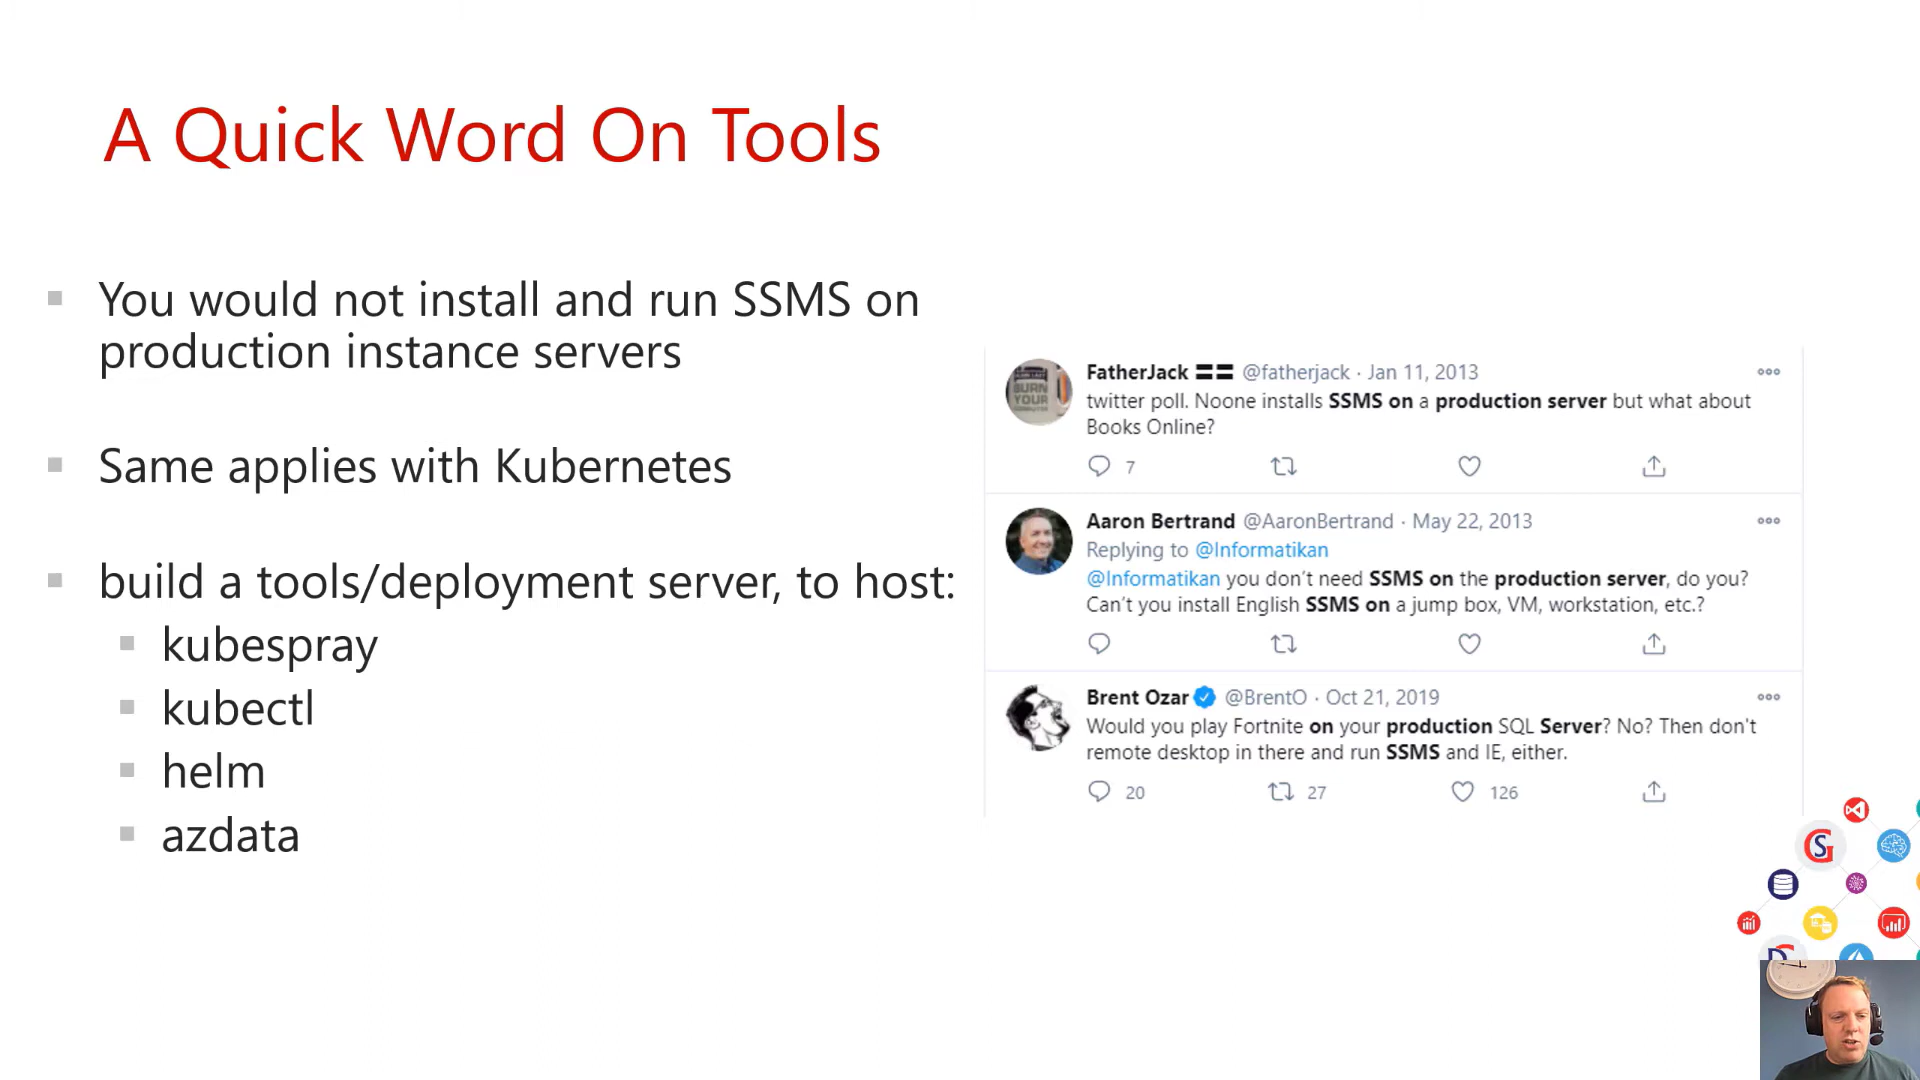 A Quick Word On Tools
You would not install and run SSMS on
production instance servers
Same applies with Kubernetes
build a tools/deployment server, to host:
kubespray
kubectl
helm
azdata
FatherJack @fatherjack · Jan 11, 2013
twitter poll. Noone installs SSMS on a production server but what about
Books Online?
7
Aaron Bertrand @AaronBertrand · May 22, 2013
Replying to @Informatikan
@Informatikan you don't need SSMS on the production server, do you?
Can't you install English SSMS on a jump box, VM, workstation, etc.?
Brent Ozar @BrentO · Oct 21, 2019
Would you play Fortnite on your production SQL Server? No? Then don't
remote desktop in there and run SSMS and IE, either.
20 27 126